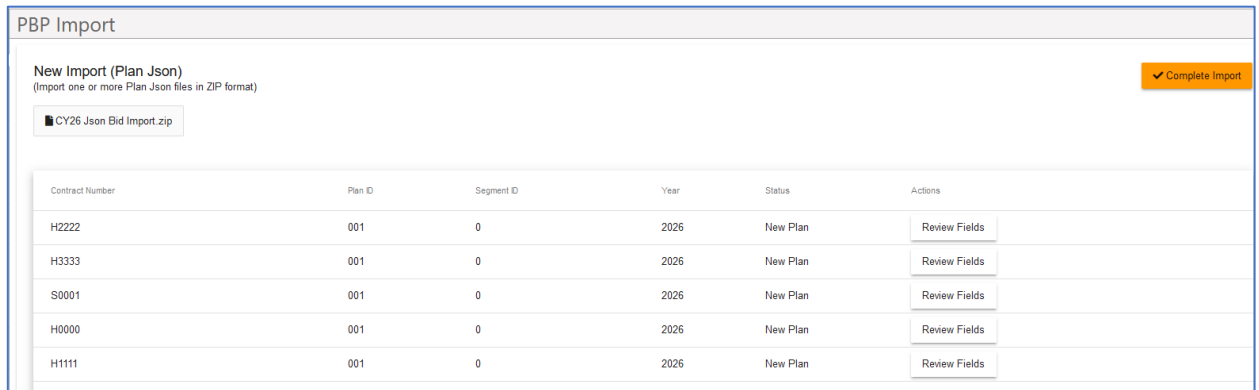 PBP Import
New Import (Plan Json)
(Import one or more Plan Json files in ZIP format)
Complete Import
CY26 Json Bid Import.zip
Contract Number Plan ID Segment ID Year Status Actions
H2222 001 0 2026 New Plan Review Fields
H3333 001 0 2026 New Plan Review Fields
S0001 001 0 2026 New Plan Review Fields
H0000 001 0 2026 New Plan Review Fields
H1111 001 0 2026 New Plan Review Fields